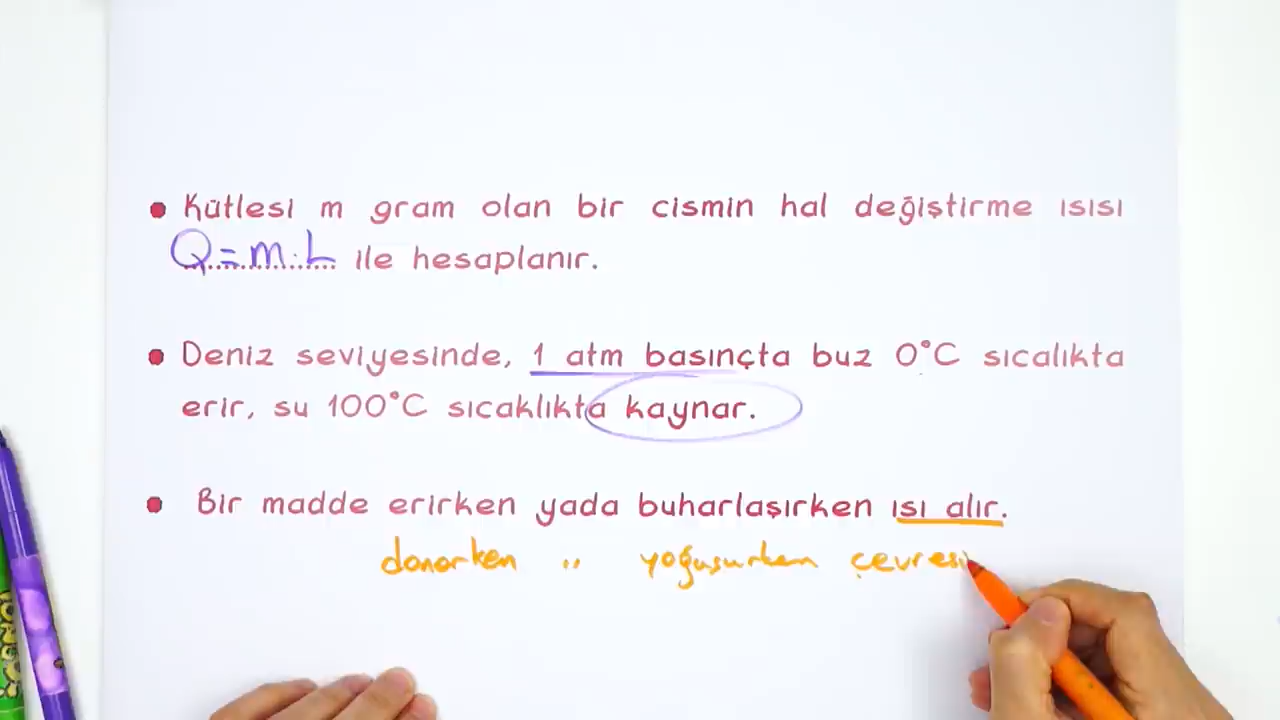 • Kütlesi m gram olan bir cismin hal değiştirme ısısı
Q=m.L ile hesaplanır.
• Deniz seviyesinde, 1 atm basınçta buz 0°C sıcalıkta
erir, su 100°C sıcaklıkta kaynar.
• Bir madde erirken yada buharlaşırken ısı alır.
donarken " yoğuşurken çevresi